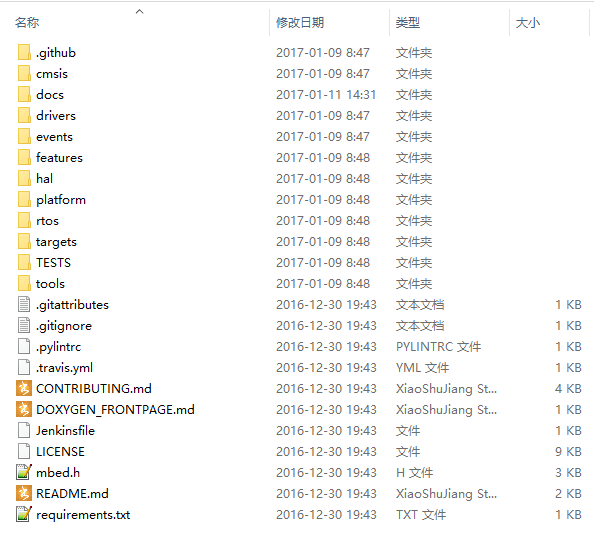 名称 修改日期 类型 大小
.github 2017-01-09 8:47 文件夹
cmsis 2017-01-09 8:47 文件夹
docs 2017-01-11 14:31 文件夹
drivers 2017-01-09 8:47 文件夹
events 2017-01-09 8:47 文件夹
features 2017-01-09 8:48 文件夹
hal 2017-01-09 8:48 文件夹
platform 2017-01-09 8:48 文件夹
rtos 2017-01-09 8:48 文件夹
targets 2017-01-09 8:48 文件夹
TESTS 2017-01-09 8:48 文件夹
tools 2017-01-09 8:48 文件夹
.gitattributes 2016-12-30 19:43 文本文档 1 KB
.gitignore 2016-12-30 19:43 文本文档 1 KB
.pylintrc 2016-12-30 19:43 PYLINTRC 文件 1 KB
.travis.yml 2016-12-30 19:43 YML 文件 1 KB
CONTRIBUTING.md 2016-12-30 19:43 XiaoShuJiang St... 4 KB
DOXYGEN_FRONTPAGE.md 2016-12-30 19:43 XiaoShuJiang St... 1 KB
Jenkinsfile 2016-12-30 19:43 文件 1 KB
LICENSE 2016-12-30 19:43 文件 9 KB
mbed.h 2016-12-30 19:43 H 文件 3 KB
README.md 2016-12-30 19:43 XiaoShuJiang St... 2 KB
requirements.txt 2016-12-30 19:43 TXT 文件 1 KB